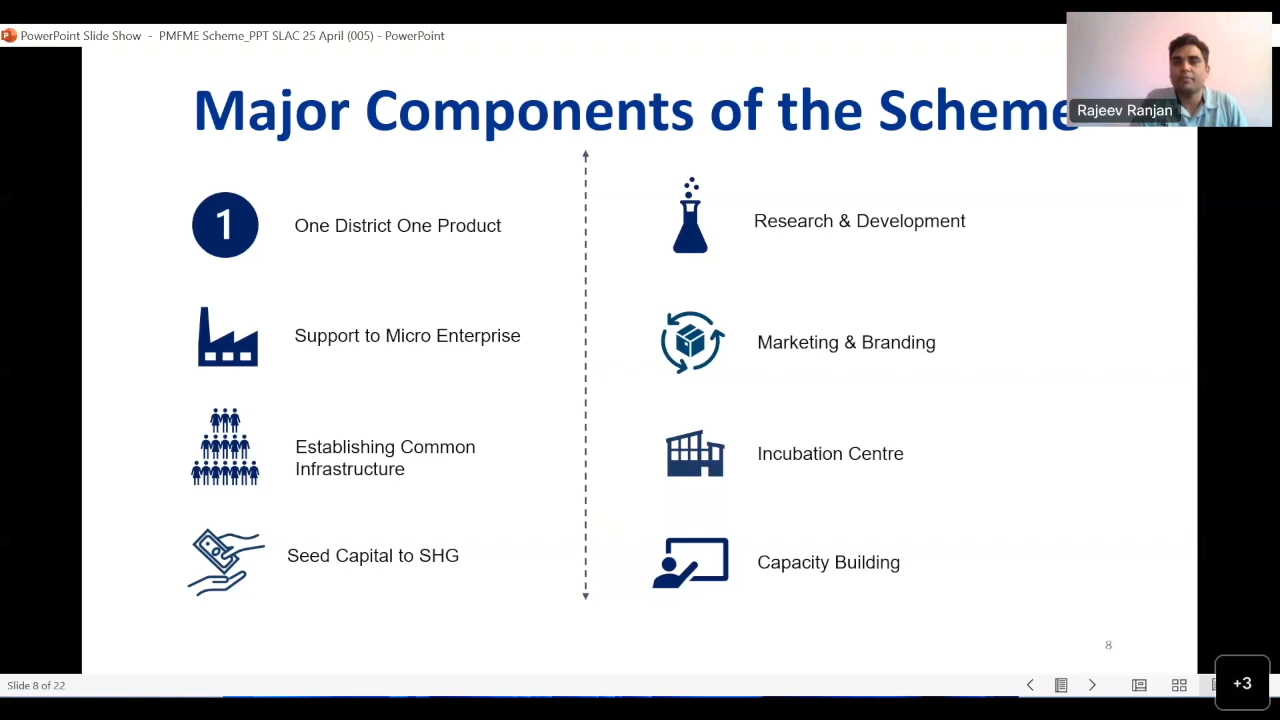 PowerPoint Slide Show - PMFME Scheme_PPT SLAC 25 April (005) - PowerPoint
Major Components of the Scheme
Rajeev Ranjan
1
One District One Product
Support to Micro Enterprise
Establishing Common
Infrastructure
Seed Capital to SHG
Research & Development
Marketing & Branding
Incubation Centre
Capacity Building
8
Slide 8 of 22
+3